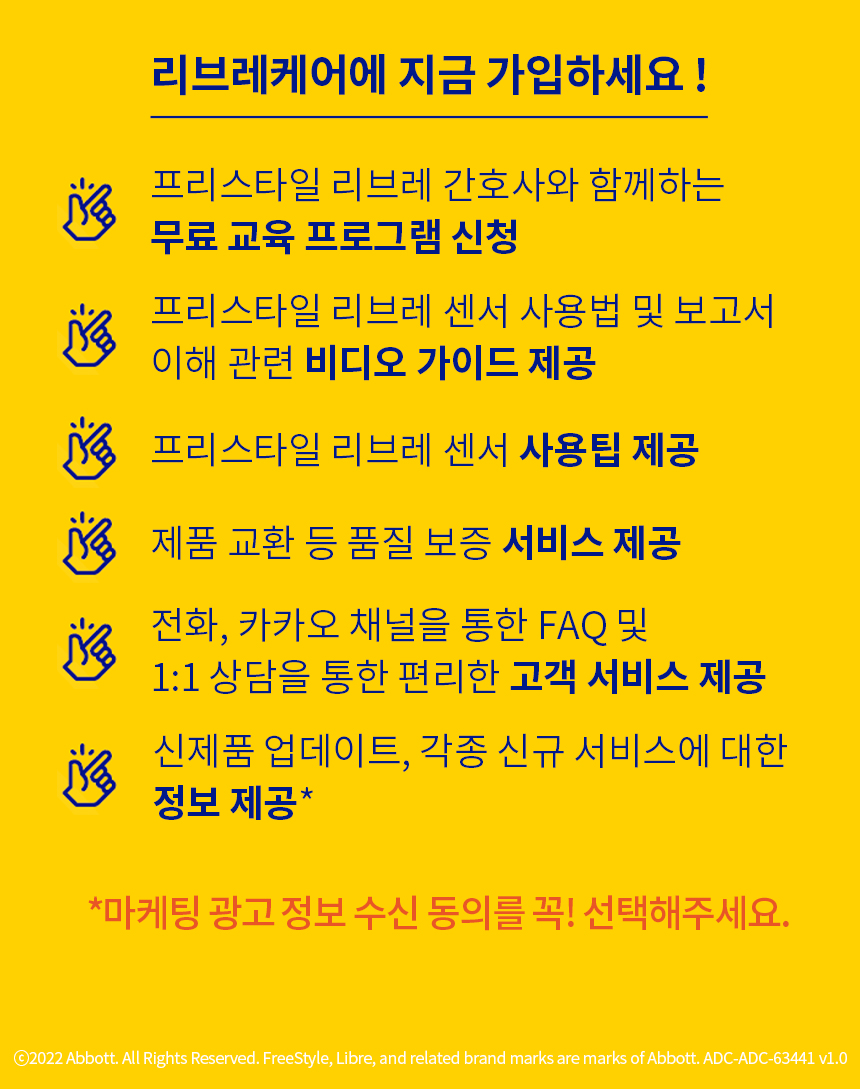 리브레케어에 지금 가입하세요 !
프리스타일 리브레 간호사와 함께하는
무료 교육 프로그램 신청
프리스타일 리브레 센서 사용법 및 보고서
이해 관련 비디오 가이드 제공
프리스타일 리브레 센서 사용팁 제공
제품 교환 등 품질 보증 서비스 제공
전화, 카카오 채널을 통한 FAQ 및
1:1 상담을 통한 편리한 고객 서비스 제공
신제품 업데이트, 각종 신규 서비스에 대한
정보 제공*
*마케팅 광고 정보 수신 동의를 꼭! 선택해주세요.
ⓒ2022 Abbott. All Rights Reserved. FreeStyle, Libre, and related brand marks are marks of Abbott. ADC-ADC-63441 v1.0